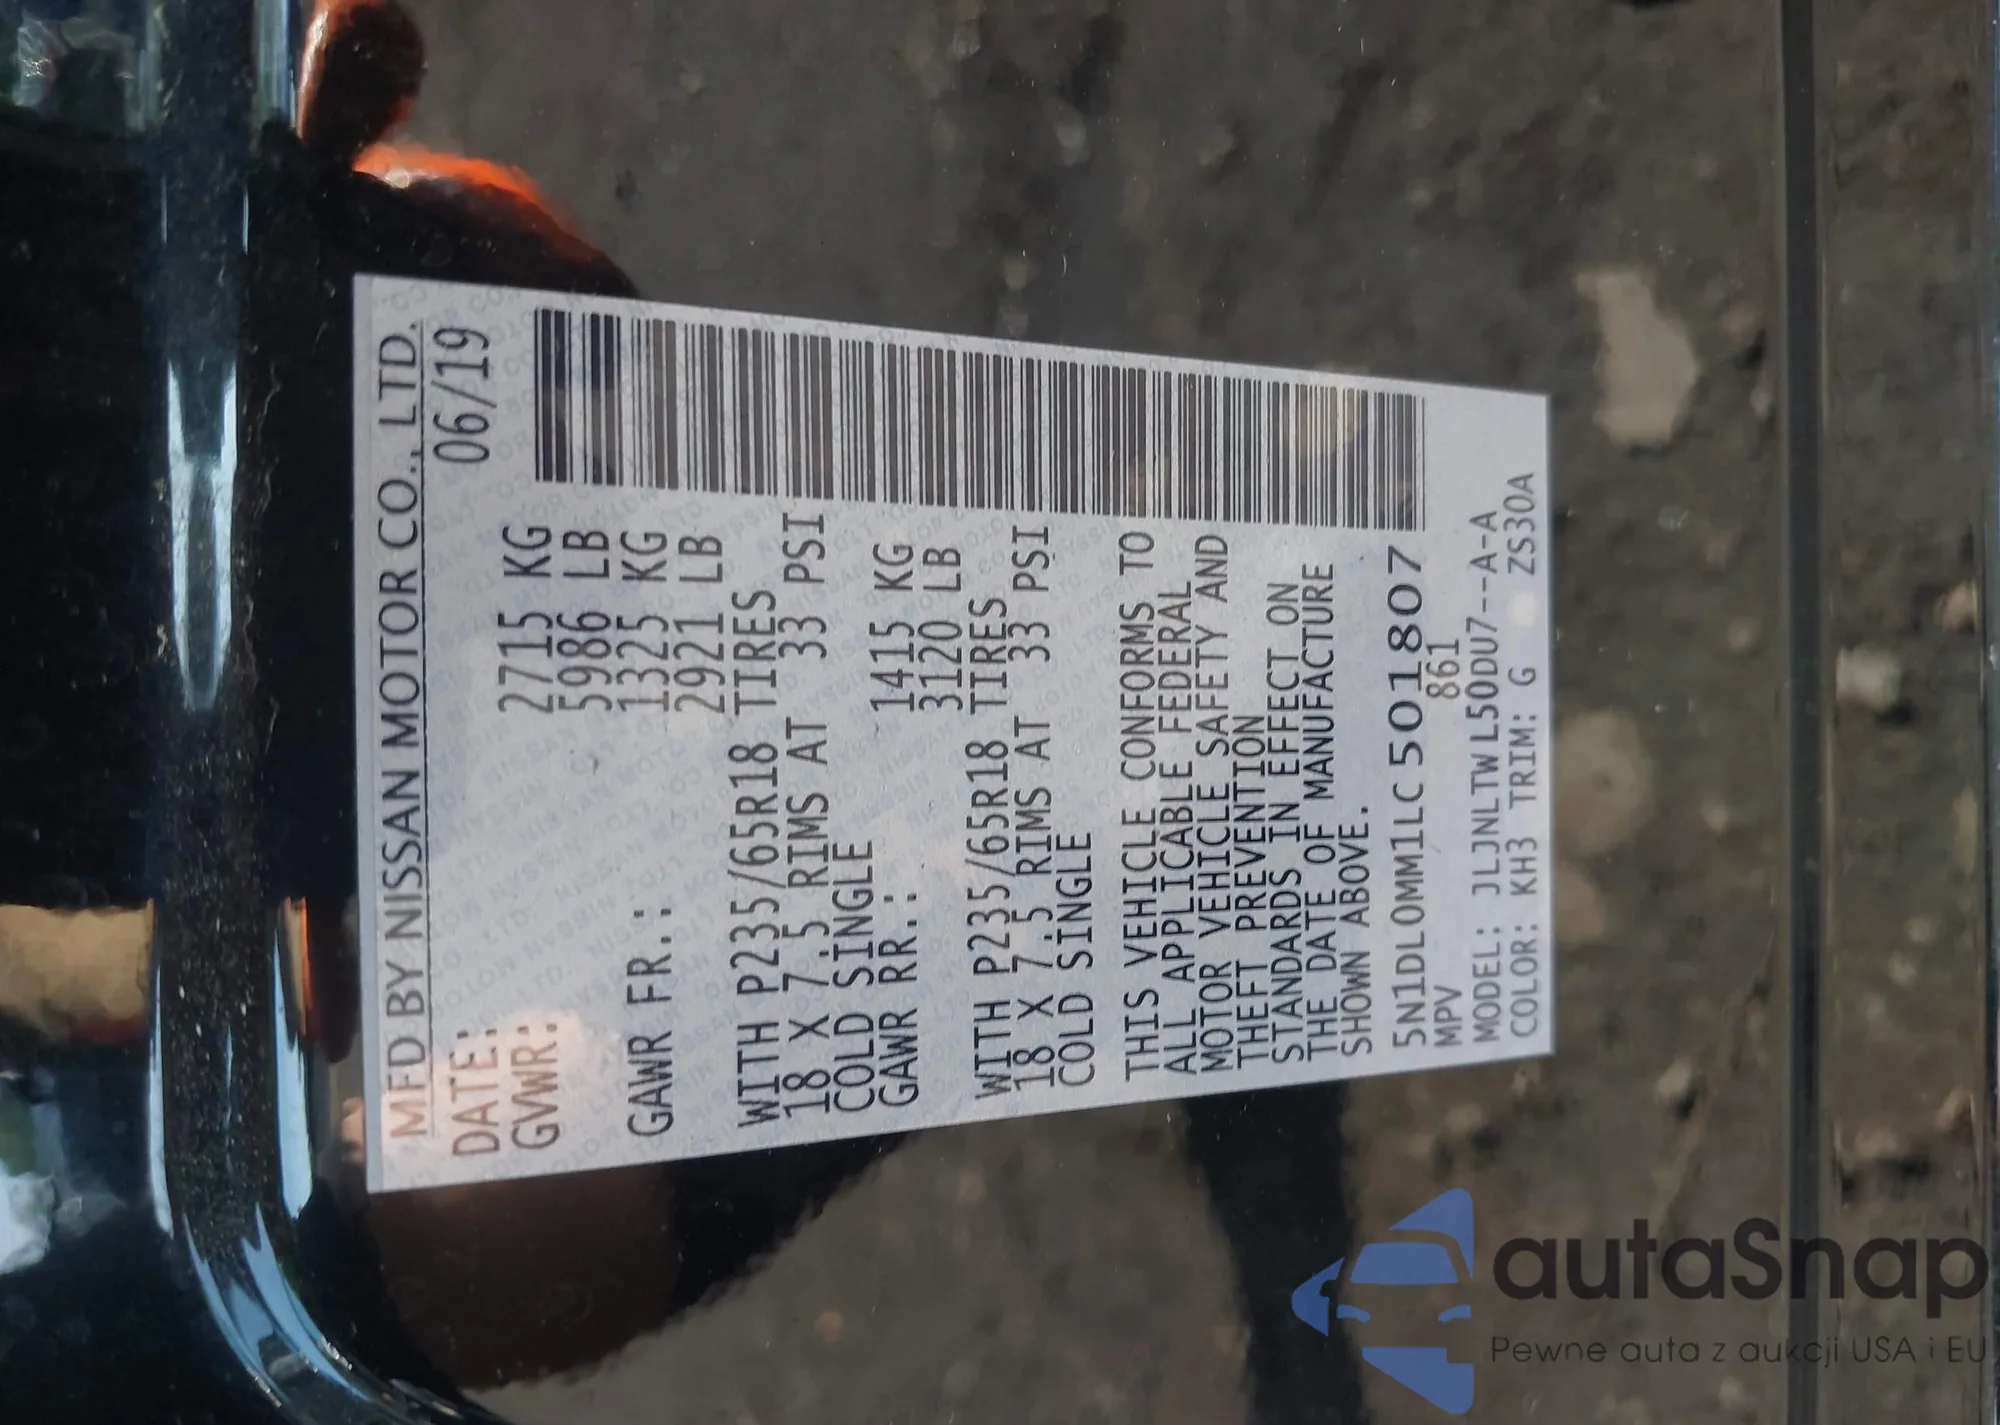 MFD BY NISSAN MOTOR CO., LTD.
DATE: 06/19
GVWR: 2715 KG
5986 LB
GAWR FR.: 1325 KG
2921 LB
WITH P235/65R18 TIRES
18 X 7.5 RIMS AT 33 PSI
COLD SINGLE
GAWR RR.: 1415 KG
3120 LB
WITH P235/65R18 TIRES
18 X 7.5 RIMS AT 33 PSI
COLD SINGLE
THIS VEHICLE CONFORMS TO
ALL APPLICABLE FEDERAL
MOTOR VEHICLE SAFETY AND
THEFT PREVENTION
STANDARDS IN EFFECT ON
THE DATE OF MANUFACTURE
SHOWN ABOVE.
5N1DL0MM1LC501807
MPV 861
MODEL: JLJNLTWL50DU7--A-A
COLOR: KH3 TRIM: G ZS30A
autaSnap
Pewne auta z aukcji USA i EU